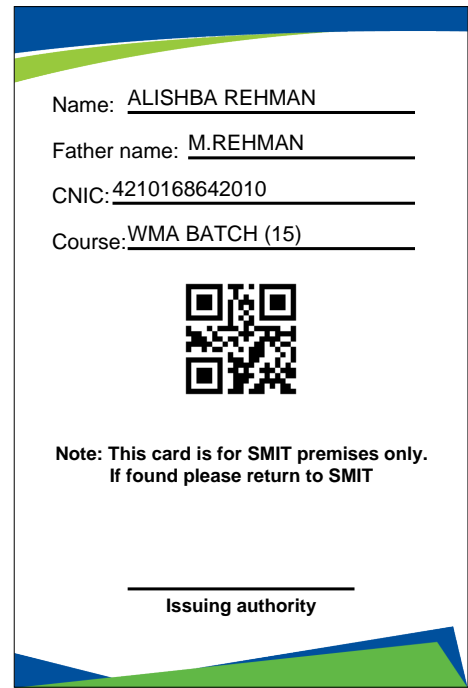 Name: ALISHBA REHMAN
Father name: M.REHMAN
CNIC: 4210168642010
Course: WMA BATCH (15)
Note: This card is for SMIT premises only.
If found please return to SMIT
Issuing authority